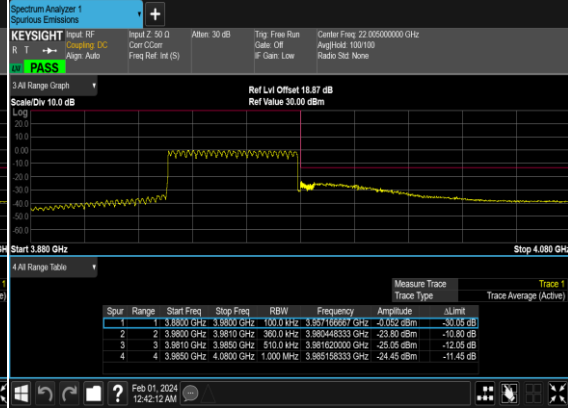 Spectrum Analyzer 1
Spurious Emissions
+
KEYSIGHT Input: RF Input Z: 50 Ω Atten: 30 dB Trig: Free Run Center Freq: 22.005000000 GHz
R T Coupling: DC Corr CCorr Gate: Off Avg|Hold: 100/100
Align: Auto Freq Ref: Int (S) IF Gain: Low Radio Std: None
LV PASS
3 All Range Graph
Ref Lvl Offset 18.87 dB
Scale/Div 10.0 dB Ref Value 30.00 dBm
Log
20.0
10.0
0.00
-10.0
-20.0
-30.0
-40.0
-50.0
-60.0
Start 3.880 GHz Stop 4.080 GHz
4 All Range Table
Measure Trace Trace 1
Trace Type Trace Average (Active)
Spur Range Start Freq Stop Freq RBW Frequency Amplitude ΔLimit
1 1 3.8800 GHz 3.9800 GHz 100.0 kHz 3.957166667 GHz -0.052 dBm -30.05 dB
2 2 3.9800 GHz 3.9810 GHz 360.0 kHz 3.980448333 GHz -23.80 dBm -10.80 dB
3 3 3.9810 GHz 3.9850 GHz 510.0 kHz 3.981620000 GHz -25.05 dBm -12.05 dB
4 4 3.9850 GHz 4.0800 GHz 1.000 MHz 3.985158333 GHz -24.45 dBm -11.45 dB
? Feb 01, 2024
12:42:12 AM